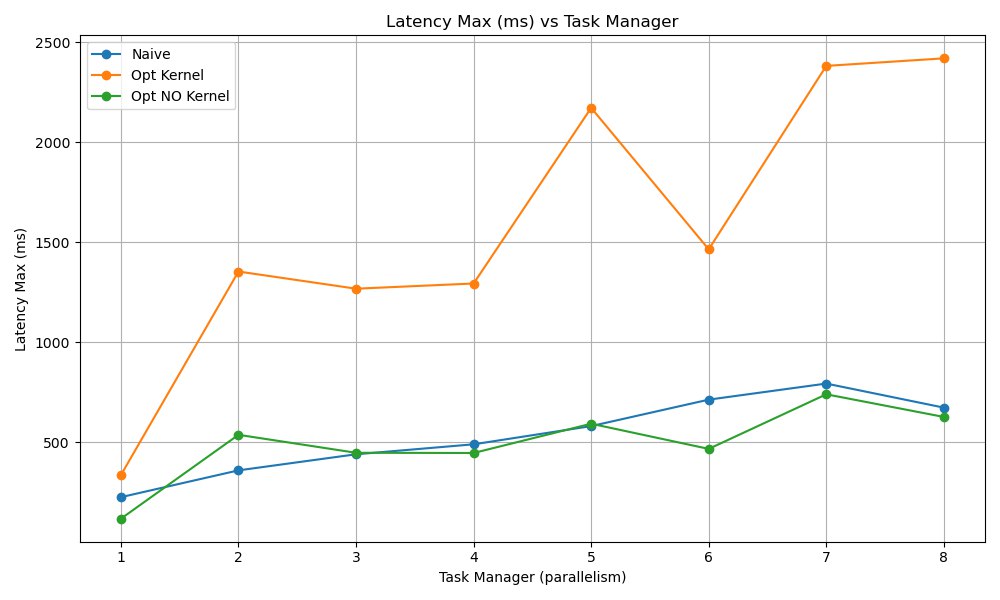 Latency Max (ms) vs Task Manager
Naive
Opt Kernel
Opt NO Kernel
2500
2000
1500
1000
500
Latency Max (ms)
1 2 3 4 5 6 7 8
Task Manager (parallelism)